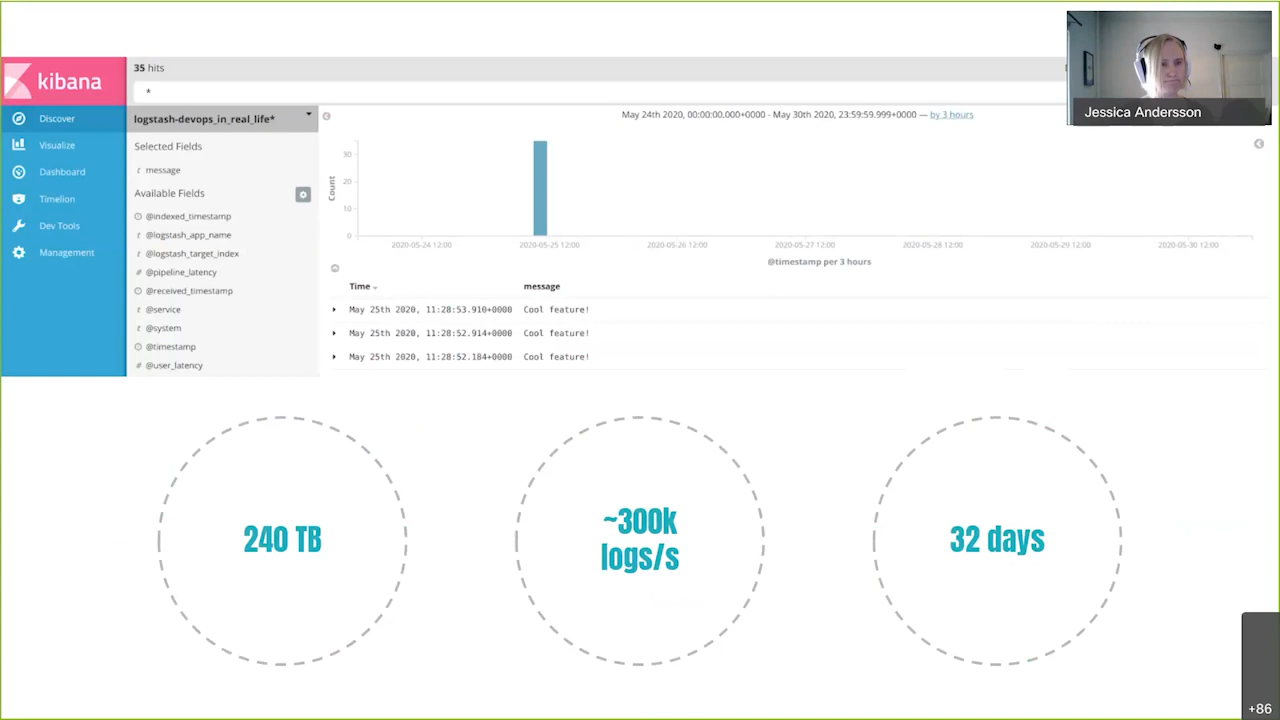 kibana
Discover
Visualize
Dashboard
Timelion
Dev Tools
Management
35 hits
*
logstash-devops_in_real_life*
Selected Fields
t message
Available Fields
@indexed_timestamp
t @logstash_app_name
t @logstash_target_index
# @pipeline_latency
@received_timestamp
t @service
t @system
@timestamp
# @user_latency
May 24th 2020, 00:00:00.000+0000 - May 30th 2020, 23:59:59.999+0000 — by 3 hours
Count
30
20
10
0
2020-05-24 12:00
2020-05-25 12:00
2020-05-26 12:00
2020-05-27 12:00
2020-05-28 12:00
2020-05-29 12:00
2020-05-30 12:00
@timestamp per 3 hours
Time message
May 25th 2020, 11:28:53.910+0000 Cool feature!
May 25th 2020, 11:28:52.914+0000 Cool feature!
May 25th 2020, 11:28:52.184+0000 Cool feature!
Jessica Andersson
240 TB
~300k
logs/s
32 days
+86